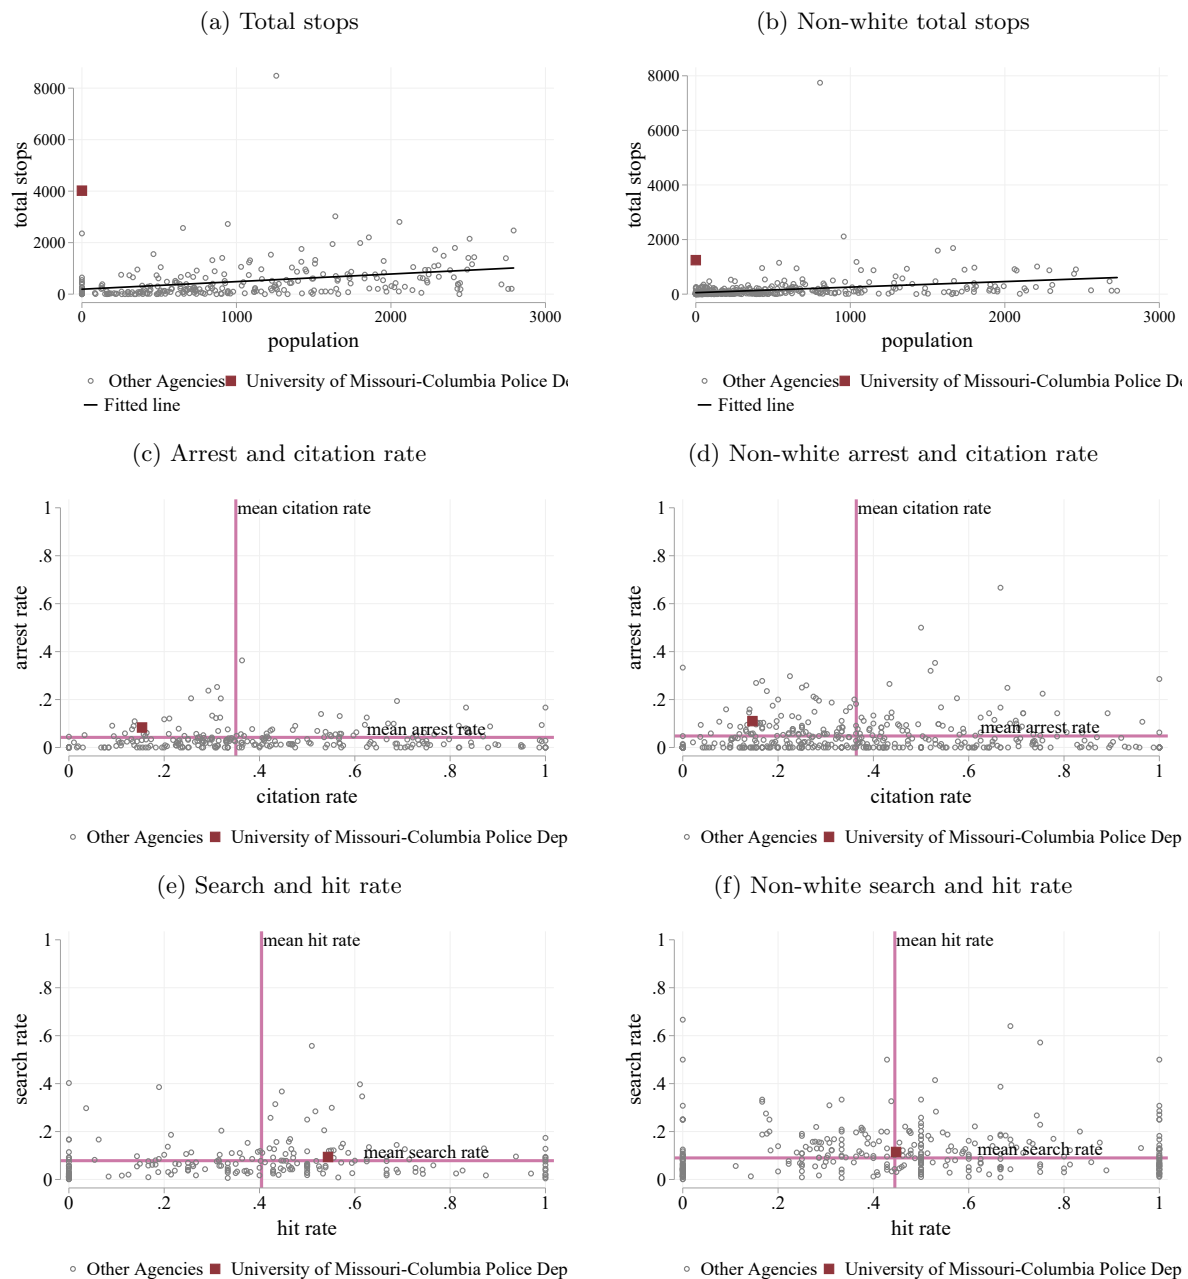 (a) Total stops
(b) Non-white total stops
8000
6000
4000
2000
0
total stops
0 1000 2000 3000
population
Other Agencies University of Missouri-Columbia Police De
Fitted line
8000
6000
4000
2000
0
total stops
0 1000 2000 3000
population
Other Agencies University of Missouri-Columbia Police De
Fitted line
(c) Arrest and citation rate
(d) Non-white arrest and citation rate
1
.8
.6
.4
.2
0
arrest rate
mean citation rate
mean arrest rate
0 .2 .4 .6 .8 1
citation rate
Other Agencies University of Missouri-Columbia Police Dep
1
.8
.6
.4
.2
0
arrest rate
mean citation rate
mean arrest rate
0 .2 .4 .6 .8 1
citation rate
Other Agencies University of Missouri-Columbia Police Dep
(e) Search and hit rate
(f) Non-white search and hit rate
1
.8
.6
.4
.2
0
search rate
mean hit rate
mean search rate
0 .2 .4 .6 .8 1
hit rate
Other Agencies University of Missouri-Columbia Police Dep
1
.8
.6
.4
.2
0
search rate
mean hit rate
mean search rate
0 .2 .4 .6 .8 1
hit rate
Other Agencies University of Missouri-Columbia Police Dep